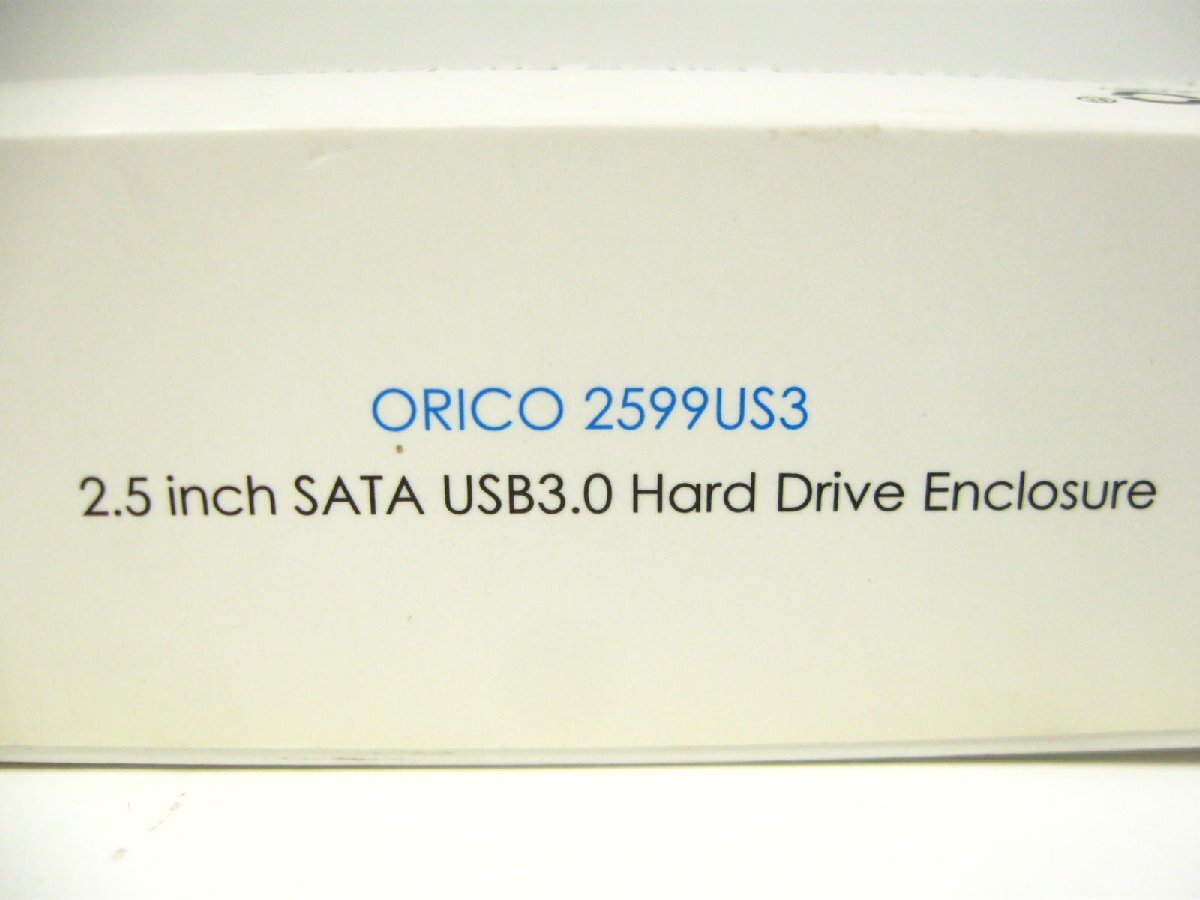 ORICO 2599US3
2.5 inch SATA USB3.0 Hard Drive Enclosure